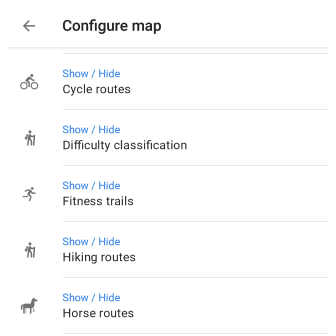 Configure map
Show / Hide
Cycle routes
Show / Hide
Difficulty classification
Show / Hide
Fitness trails
Show / Hide
Hiking routes
Show / Hide
Horse routes